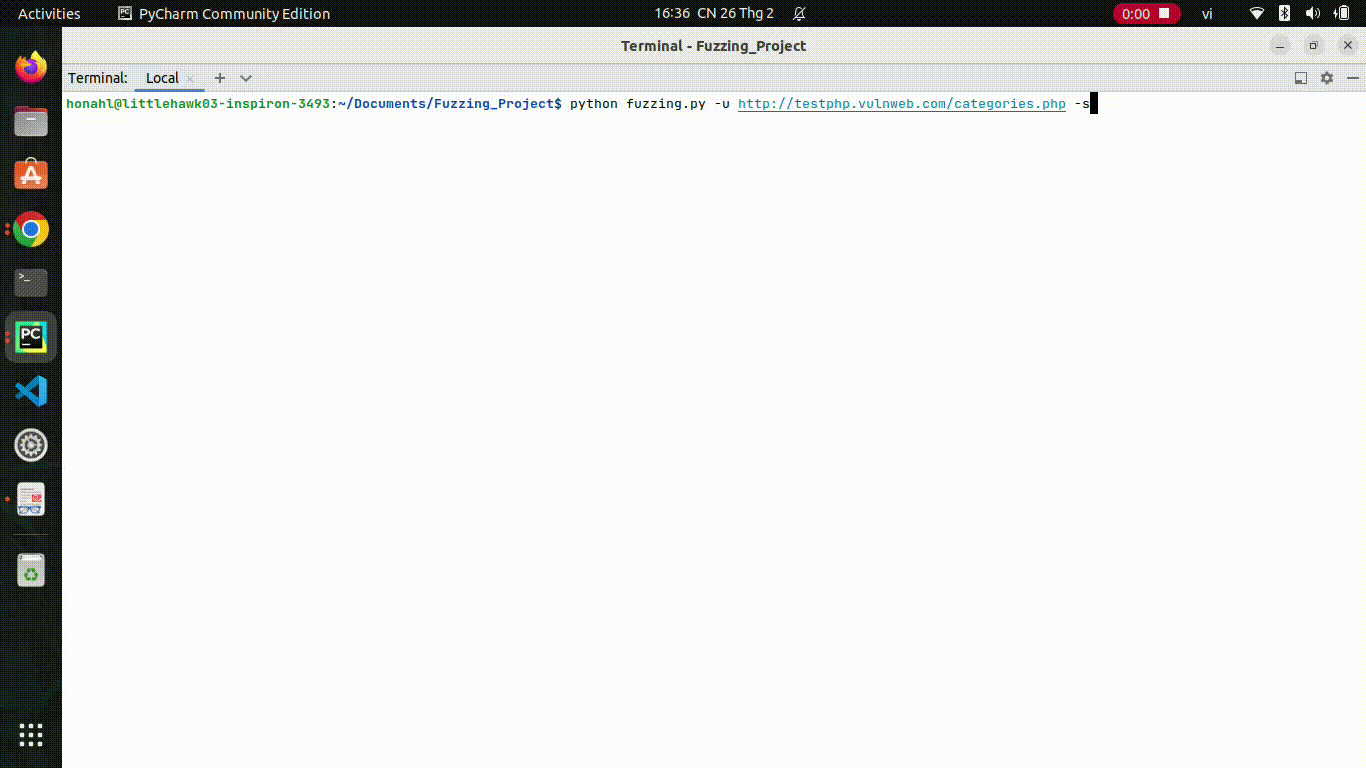 Activities PyCharm Community Edition 16:36 CN 26 Thg 2 0:00 vi
Terminal - Fuzzing_Project
Terminal: Local
honahl@littlehawk03-inspiron-3493:~/Documents/Fuzzing_Project$ python fuzzing.py -u http://testphp.vulnweb.com/categories.php -s
PC